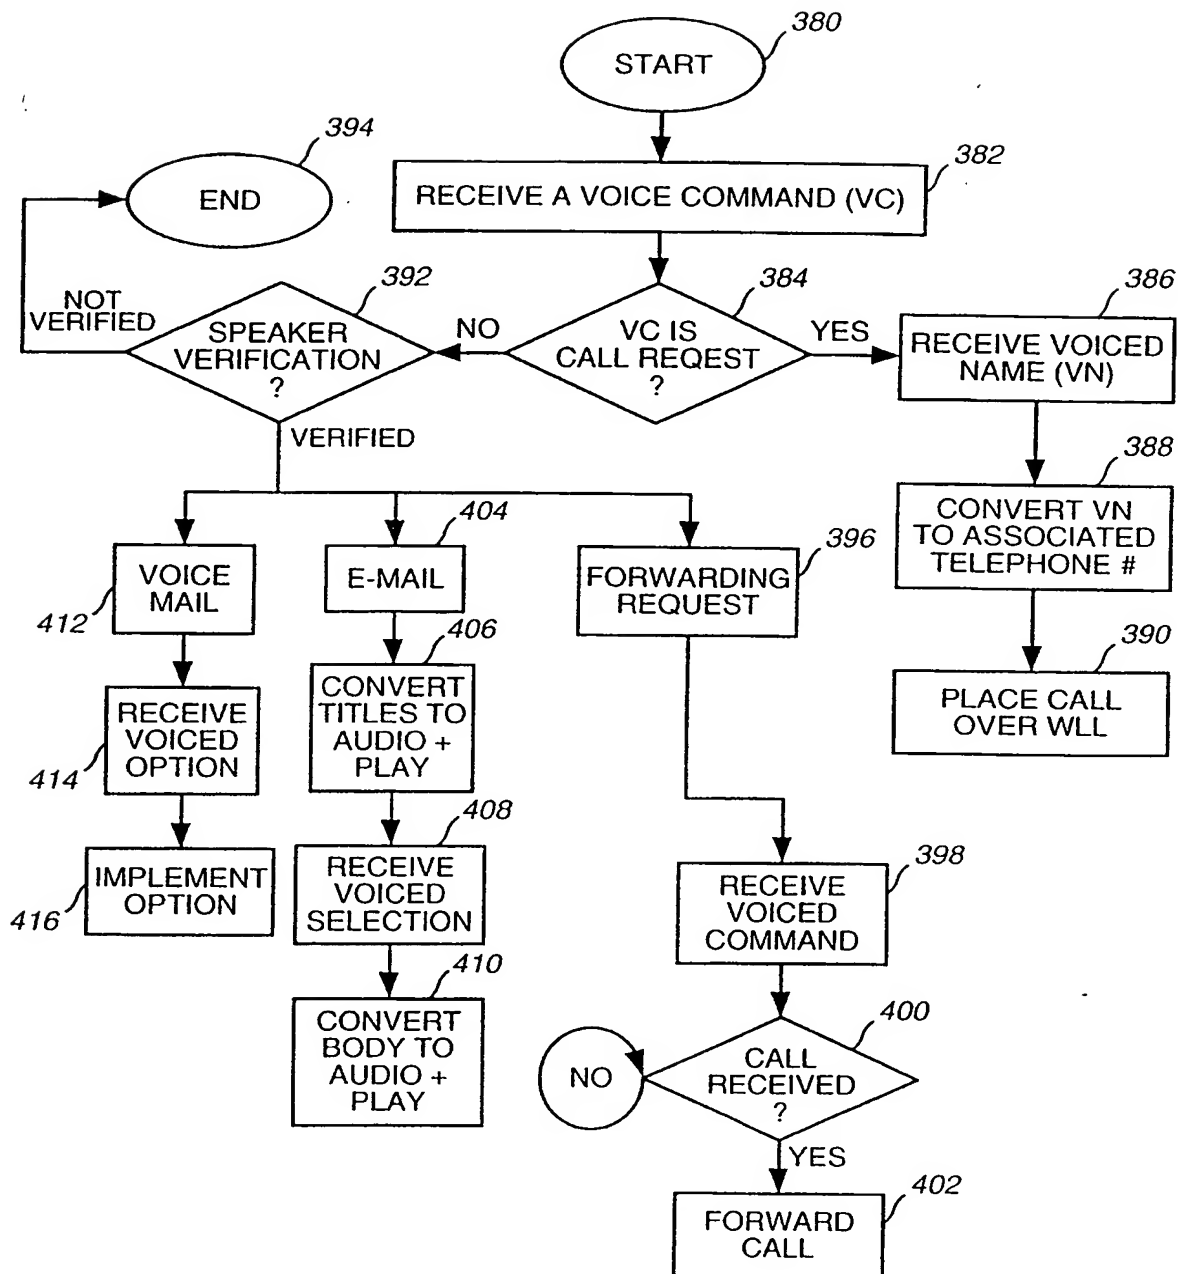 380
START
394
END
382
RECEIVE A VOICE COMMAND (VC)
392
384
386
NOT
VERIFIED
SPEAKER
VERIFICATION
?
NO
VC IS
CALL REQEST
?
YES
RECEIVE VOICED
NAME (VN)
VERIFIED
388
CONVERT VN
TO ASSOCIATED
TELEPHONE #
404
396
412
VOICE
MAIL
E-MAIL
FORWARDING
REQUEST
390
PLACE CALL
OVER WLL
406
CONVERT
TITLES TO
AUDIO +
PLAY
414
RECEIVE
VOICED
OPTION
408
RECEIVE
VOICED
SELECTION
416
IMPLEMENT
OPTION
398
RECEIVE
VOICED
COMMAND
410
CONVERT
BODY TO
AUDIO +
PLAY
400
CALL
RECEIVED
?
NO
YES
402
FORWARD
CALL